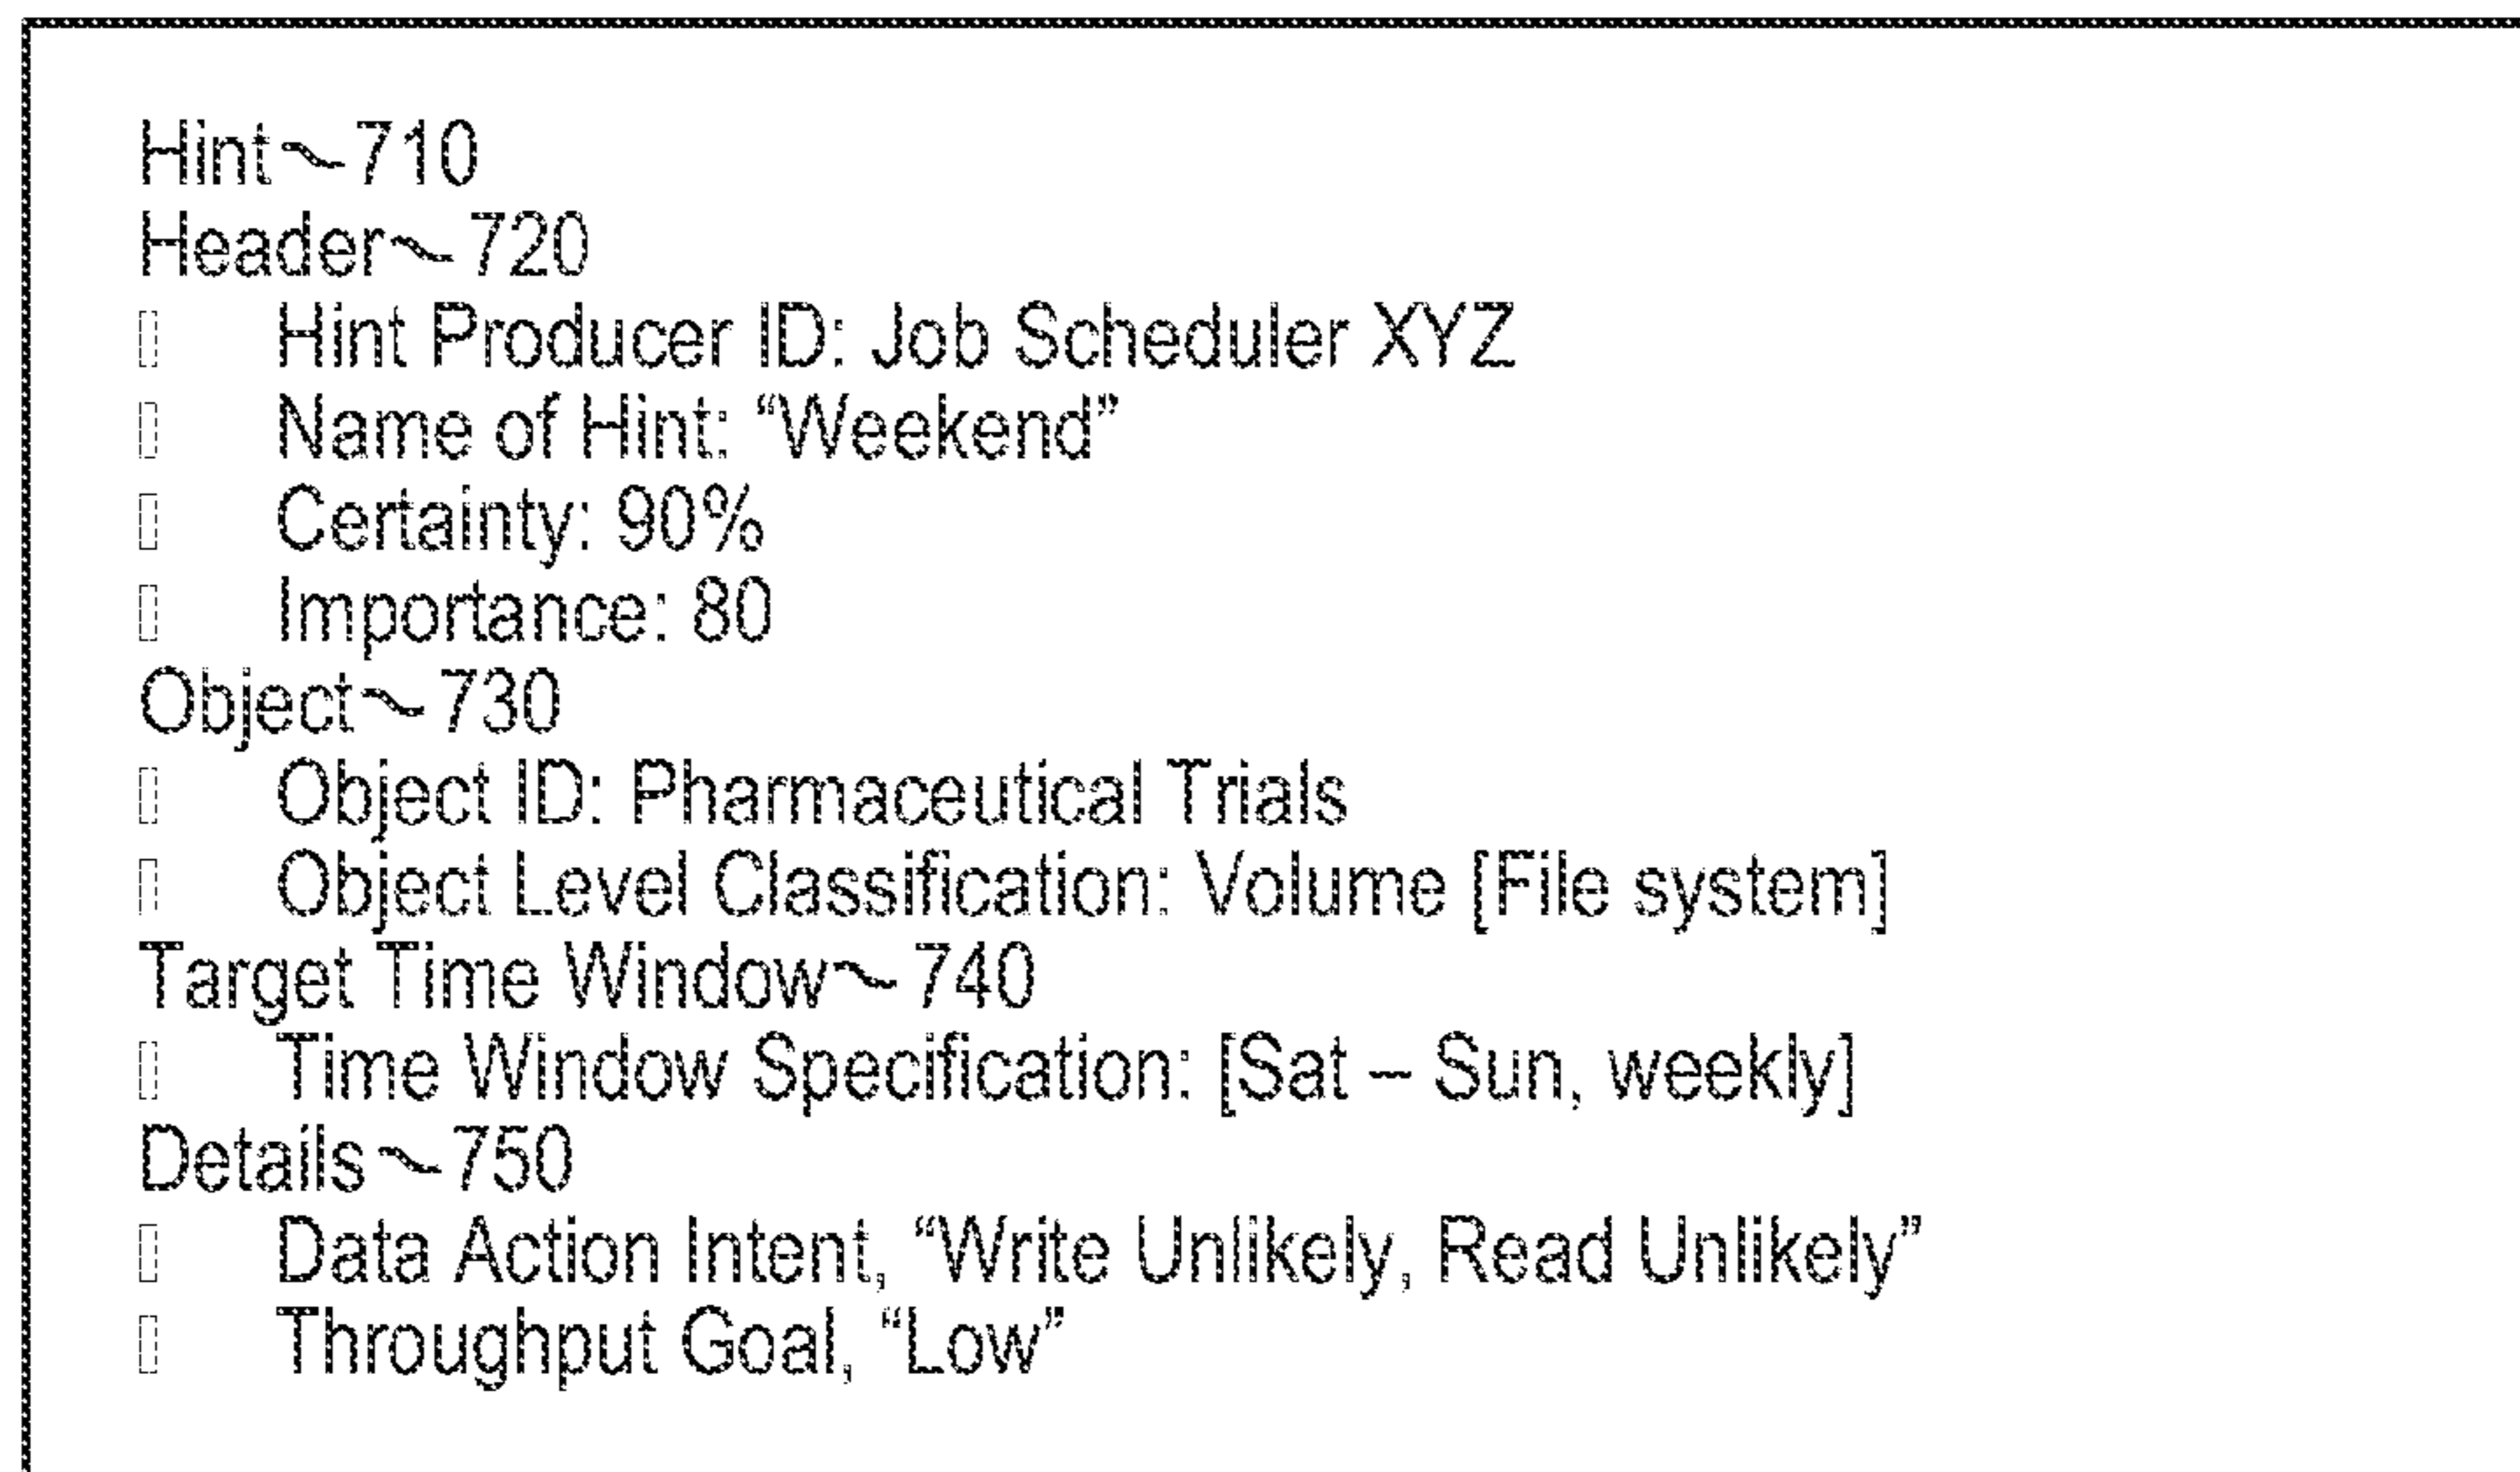 Hint~710
Header~720
▯ Hint Producer ID: Job Scheduler XYZ
▯ Name of Hint: “Weekend”
▯ Certainty: 90%
▯ Importance: 80
Object~730
▯ Object ID: Pharmaceutical Trials
▯ Object Level Classification: Volume [File system]
Target Time Window~740
▯ Time Window Specification: [Sat – Sun, weekly]
Details~750
▯ Data Action Intent, “Write Unlikely, Read Unlikely”
▯ Throughput Goal, “Low”